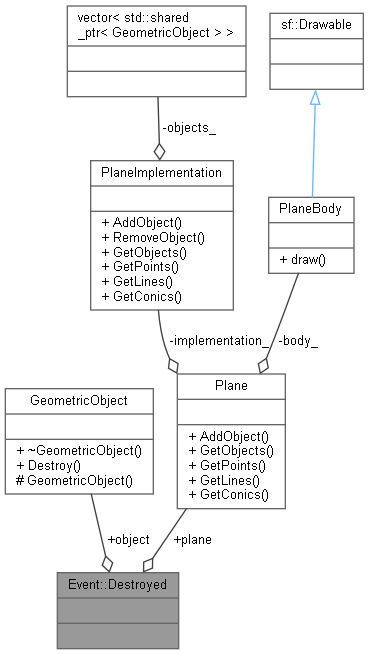 vector< std::shared
_ptr< GeometricObject > >
sf::Drawable
-objects_
PlaneImplementation
+ AddObject()
+ RemoveObject()
+ GetObjects()
+ GetPoints()
+ GetLines()
+ GetConics()
PlaneBody
+ draw()
-implementation_
-body_
GeometricObject
+ ~GeometricObject()
+ Destroy()
# GeometricObject()
Plane
+ AddObject()
+ GetObjects()
+ GetPoints()
+ GetLines()
+ GetConics()
+object
+plane
Event::Destroyed